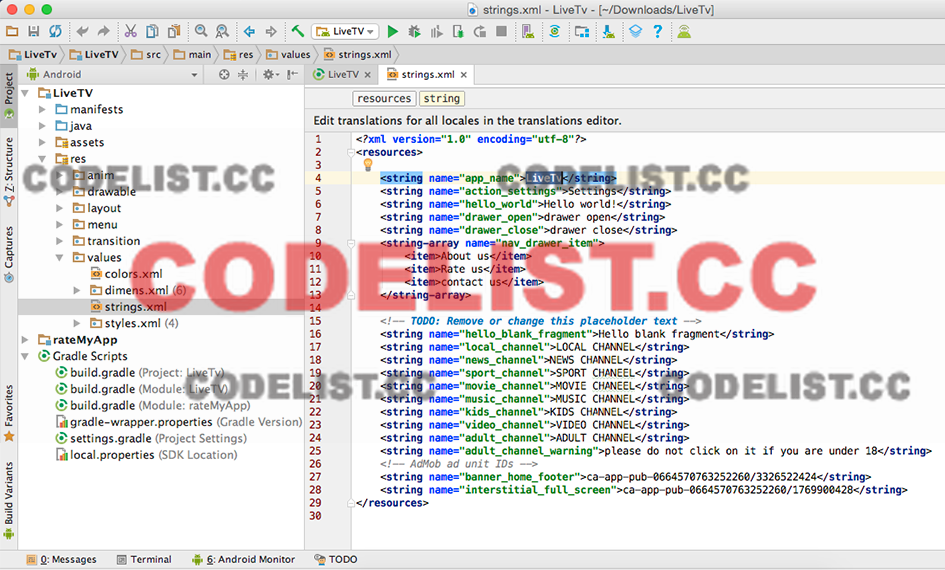 strings.xml - LiveTv - [~/Downloads/LiveTv]
LiveTV
LiveTV LiveTV src main res values strings.xml
Android
LiveTV strings.xml
resources string
Edit translations for all locales in the translations editor.
Project
Z: Structure
Captures
Favorites
Build Variants
LiveTV
manifests
java
assets
res
anim
drawable
layout
menu
transition
values
colors.xml
dimens.xml (6)
strings.xml
styles.xml (4)
rateMyApp
Gradle Scripts
build.gradle (Project: LiveTv)
build.gradle (Module: LiveTV)
build.gradle (Module: rateMyApp)
gradle-wrapper.properties (Gradle Version)
settings.gradle (Project Settings)
local.properties (SDK Location)
1 <?xml version="1.0" encoding="utf-8"?>
2 <resources>
3
4 <string name="app_name">LiveTv</string>
5 <string name="action_settings">Settings</string>
6 <string name="hello_world">Hello world!</string>
7 <string name="drawer_open">drawer open</string>
8 <string name="drawer_close">drawer close</string>
9 <string-array name="nav_drawer_item">
10 <item>About us</item>
11 <item>Rate us</item>
12 <item>contact us</item>
13 </string-array>
14
15 <!-- TODO: Remove or change this placeholder text -->
16 <string name="hello_blank_fragment">Hello blank fragment</string>
17 <string name="local_channel">LOCAL CHANNEL</string>
18 <string name="news_channel">NEWS CHANNEL</string>
19 <string name="sport_channel">SPORT CHANEEL</string>
20 <string name="movie_channel">MOVIE CHANEEL</string>
21 <string name="music_channel">MUSIC CHANNEL</string>
22 <string name="kids_channel">KIDS CHANNEL</string>
23 <string name="video_channel">VIDEO CHANNEL</string>
24 <string name="adult_channel">ADULT CHANNEL</string>
25 <string name="adult_channel_warning">please do not click on it if you are under 18</string>
26 <!-- AdMob ad unit IDs -->
27 <string name="banner_home_footer">ca-app-pub-0664570763252260/3326522424</string>
28 <string name="interstitial_full_screen">ca-app-pub-0664570763252260/1769900428</string>
29 </resources>
30
CODELIST.CC
CODELIST.CC
CODELIST.CC
CODELIST.CC
CODELIST.CC
0: Messages Terminal 6: Android Monitor TODO